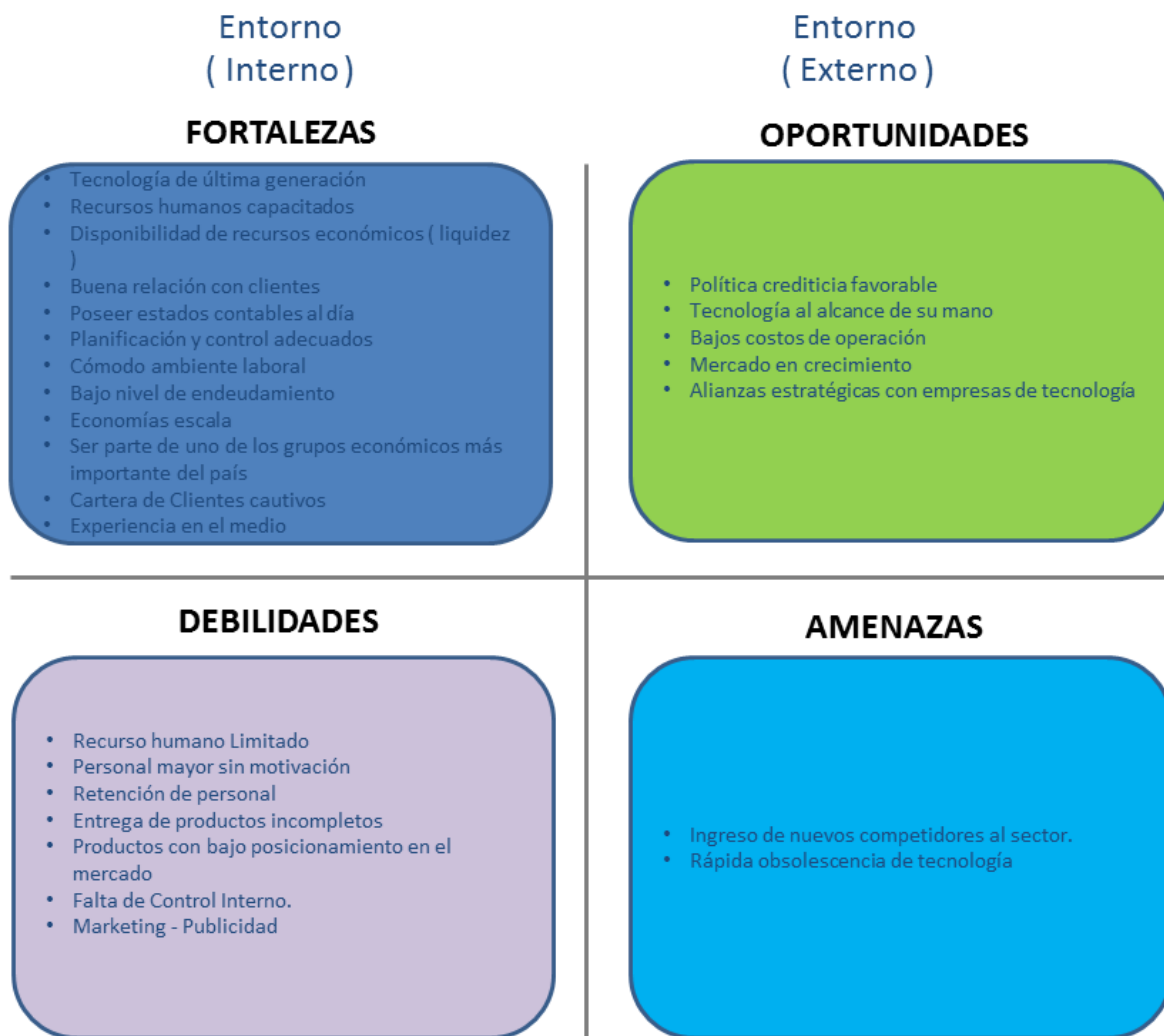 Entorno
( Interno )
Entorno
( Externo )
FORTALEZAS
• Tecnología de última generación
• Recursos humanos capacitados
• Disponibilidad de recursos económicos ( liquidez
)
• Buena relación con clientes
• Poseer estados contables al día
• Planificación y control adecuados
• Cómodo ambiente laboral
• Bajo nivel de endeudamiento
• Economías escala
• Ser parte de uno de los grupos económicos más
importante del país
• Cartera de Clientes cautivos
• Experiencia en el medio
OPORTUNIDADES
• Política crediticia favorable
• Tecnología al alcance de su mano
• Bajos costos de operación
• Mercado en crecimiento
• Alianzas estratégicas con empresas de tecnología
DEBILIDADES
• Recurso humano Limitado
• Personal mayor sin motivación
• Retención de personal
• Entrega de productos incompletos
• Productos con bajo posicionamiento en el
mercado
• Falta de Control Interno.
• Marketing - Publicidad
AMENAZAS
• Ingreso de nuevos competidores al sector.
• Rápida obsolescencia de tecnología